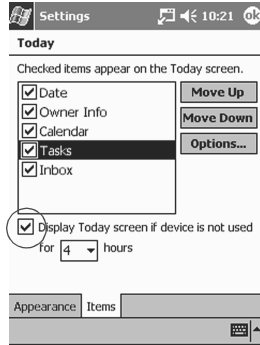 Settings 10:21 ok
Today
Checked items appear on the Today screen.
Date
Owner Info
Calendar
Tasks
Inbox
Move Up
Move Down
Options...
Display Today screen if device is not used
for 4 hours
Appearance Items